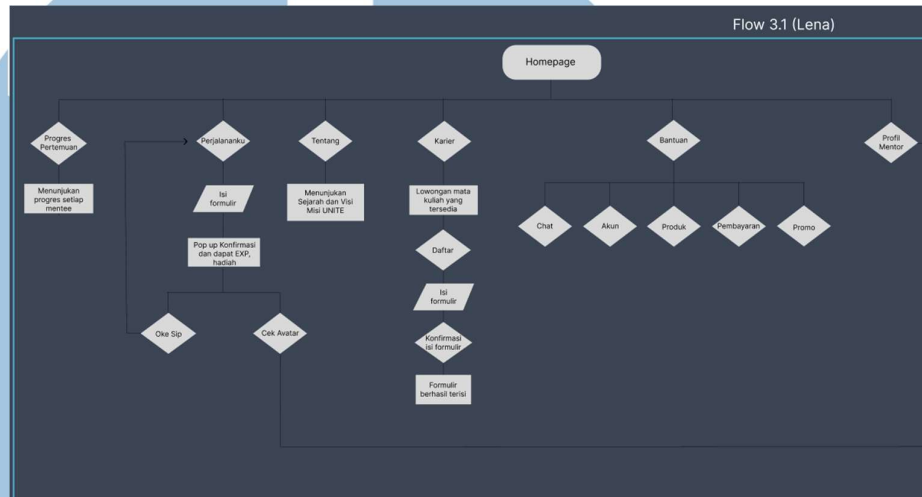 Flow 3.1 (Lena)
Homepage
Progres
Pertemuan
Perjalananku
Tentang
Karier
Bantuan
Profil
Mentor
Menunjukan
progres setiap
mentee
Isi
formulir
Menunjukan
Sejarah dan Visi
Misi UNITE
Lowongan mata
kuliah yang
tersedia
Chat
Akun
Produk
Pembayaran
Promo
Pop up Konfirmasi
dan dapat EXP,
hadiah
Daftar
Isi
formulir
Oke Sip
Cek Avatar
Konfirmasi
isi formulir
Formulir
berhasil terisi